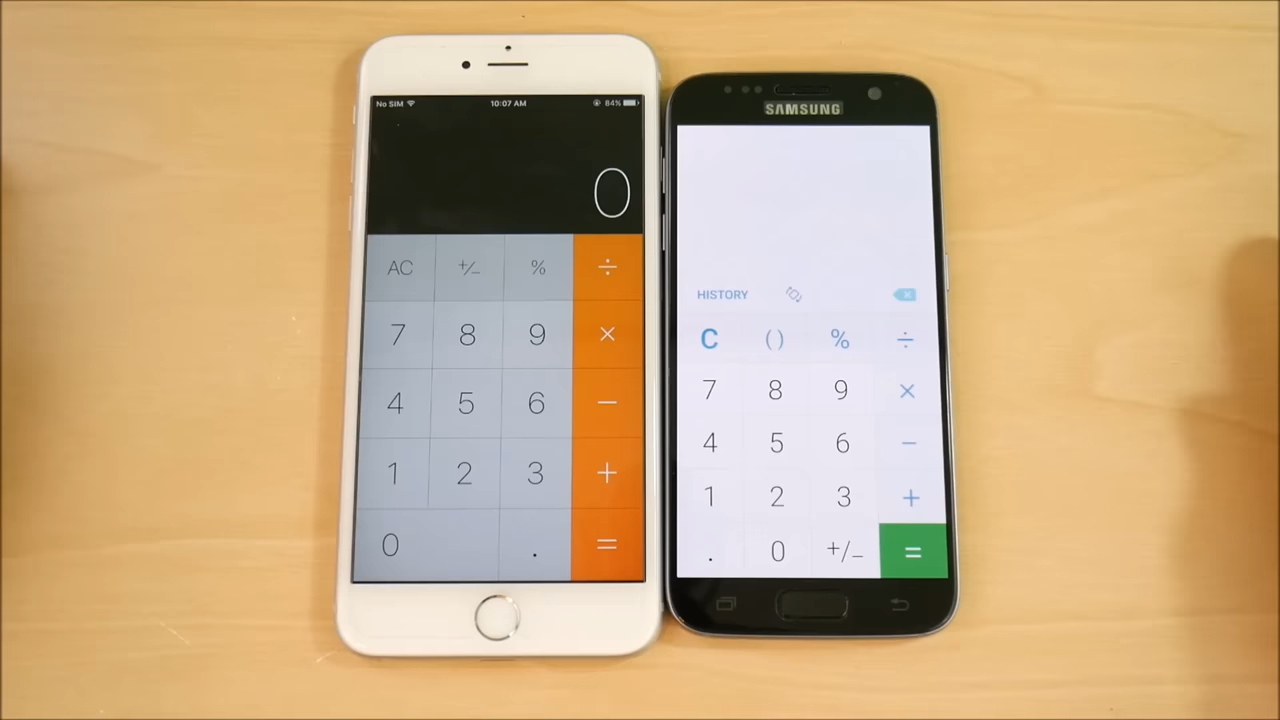 No SIM 10:07 AM 84%
0
AC +/− % ÷
7 8 9 ×
4 5 6 −
1 2 3 +
0 . =
SAMSUNG
HISTORY
C ( ) % ÷
7 8 9 ×
4 5 6 −
1 2 3 +
. 0 +/− =